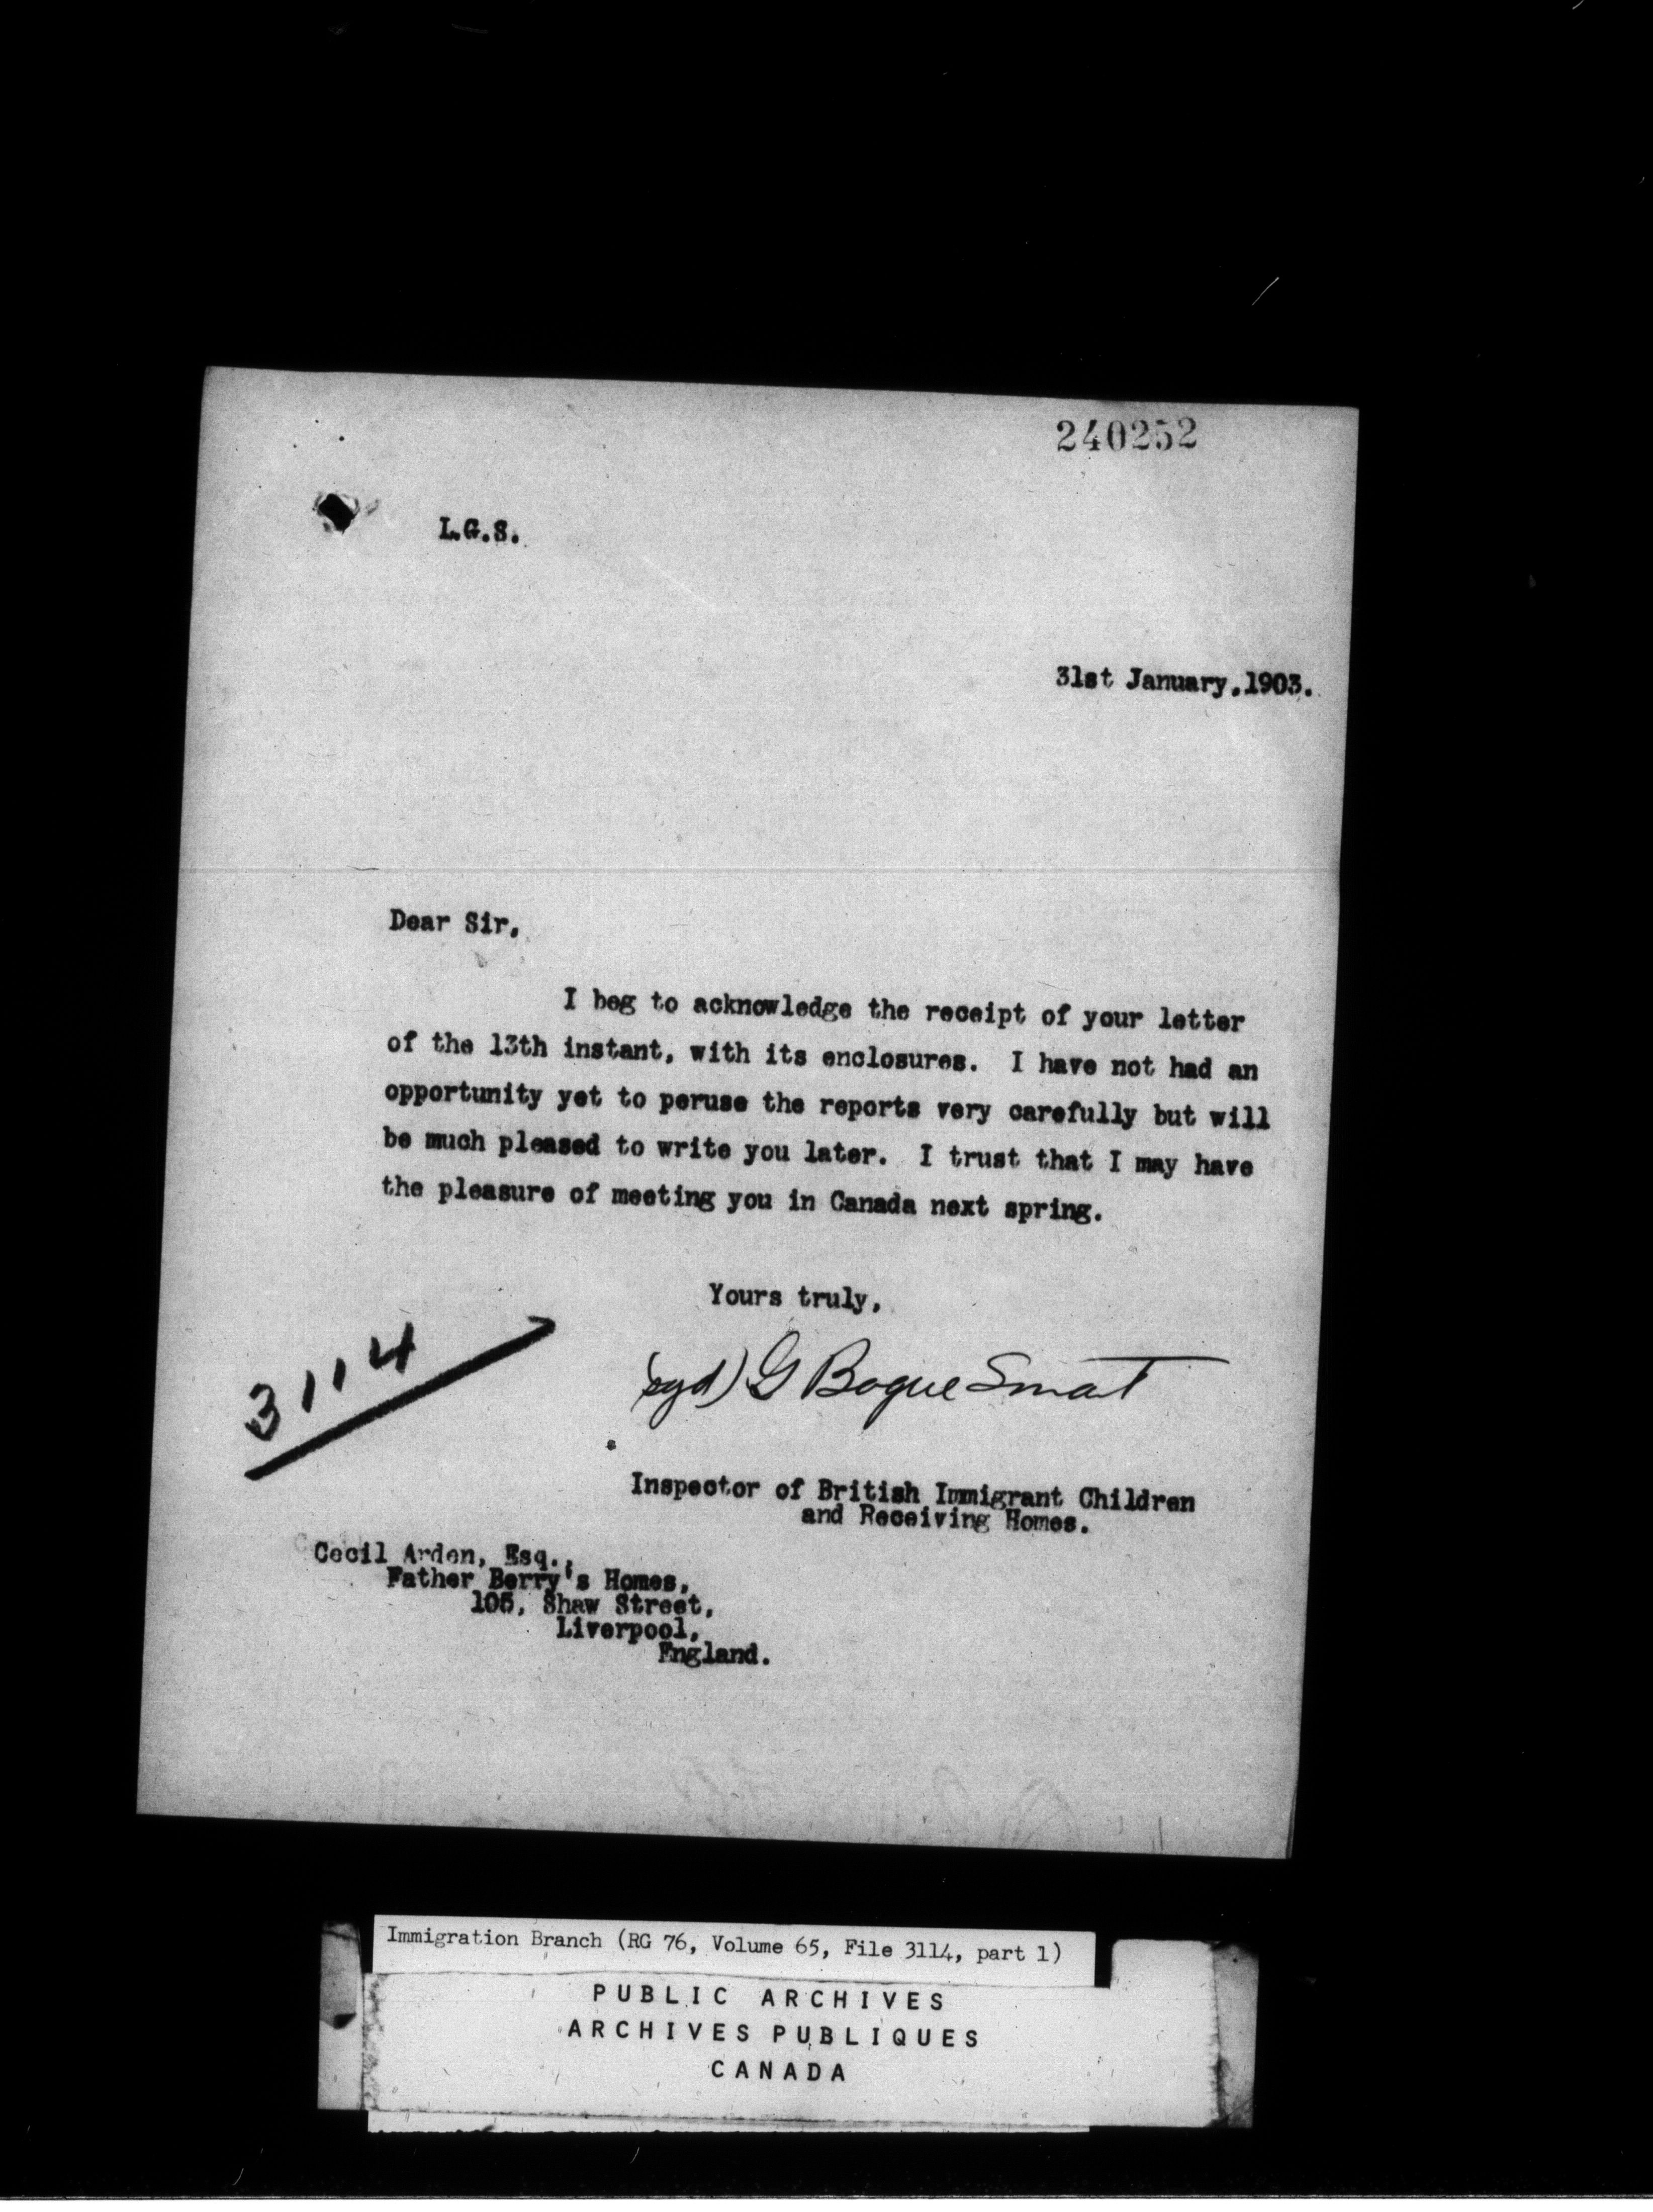 240252
L.G.S.
31st January,1903.
Dear Sir,
I beg to acknowledge the receipt of your letter
of the 13th instant, with its enclosures. I have not had an
opportunity yet to peruse the reports very carefully but will
be much pleased to write you later. I trust that I may have
the pleasure of meeting you in Canada next spring.
Yours truly,
(sgd) G Bogue Smart
3114
Inspector of British Immigrant Children
and Receiving Homes.
Cecil Arden, Esq.,
Father Berry's Homes,
105, Shaw Street,
Liverpool,
England.
Immigration Branch (RG 76, Volume 65, File 3114, part 1)
PUBLIC ARCHIVES
ARCHIVES PUBLIQUES
CANADA